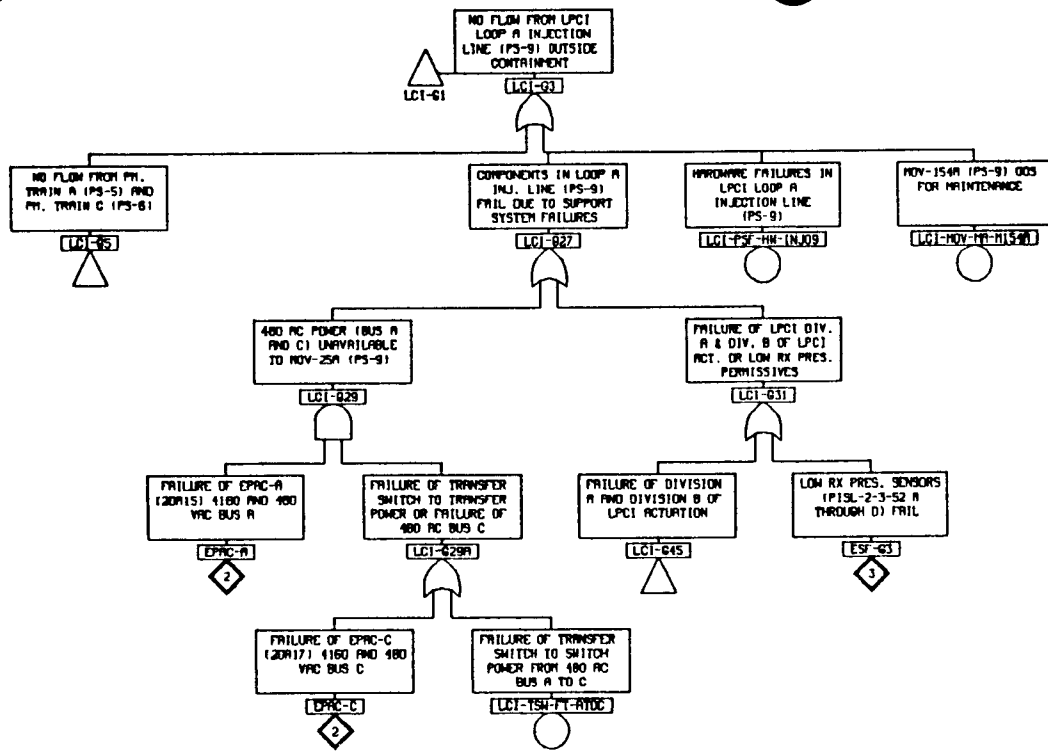 NO FLOW FROM LPCI
LOOP A INJECTION
LINE (PS-9) OUTSIDE
CONTAINMENT
LCI-G1
LCI-G3
NO FLOW FROM PM.
TRAIN A (PS-5) AND
PM. TRAIN C (PS-6)
LCI-G5
COMPONENTS IN LOOP A
INJ. LINE (PS-9)
FAIL DUE TO SUPPORT
SYSTEM FAILURES
LCI-G27
HARDWARE FAILURES IN
LPCI LOOP A
INJECTION LINE
(PS-9)
LCI-PSF-HW-INJ09
MOV-154A (PS-9) OOS
FOR MAINTENANCE
LCI-MOV-MA-M154A
480 AC POWER (BUS A
AND C) UNAVAILABLE
TO MOV-25A (PS-9)
LCI-G29
FAILURE OF LPCI DIV.
A & DIV. B OF LPCI
ACT. OR LOW RX PRES.
PERMISSIVES
LCI-G31
FAILURE OF EPAC-A
(20A15) 4160 AND 480
VAC BUS A
EPAC-A
2
FAILURE OF TRANSFER
SWITCH TO TRANSFER
POWER OR FAILURE OF
480 AC BUS C
LCI-G29A
FAILURE OF DIVISION
A AND DIVISION B OF
LPCI ACTUATION
LCI-G45
LOW RX PRES. SENSORS
(PISL-2-3-52 A
THROUGH D) FAIL
ESF-G3
3
FAILURE OF EPAC-C
(20A17) 4160 AND 480
VAC BUS C
EPAC-C
2
FAILURE OF TRANSFER
SWITCH TO SWITCH
POWER FROM 480 AC
BUS A TO C
LCI-TSW-FT-ATOC